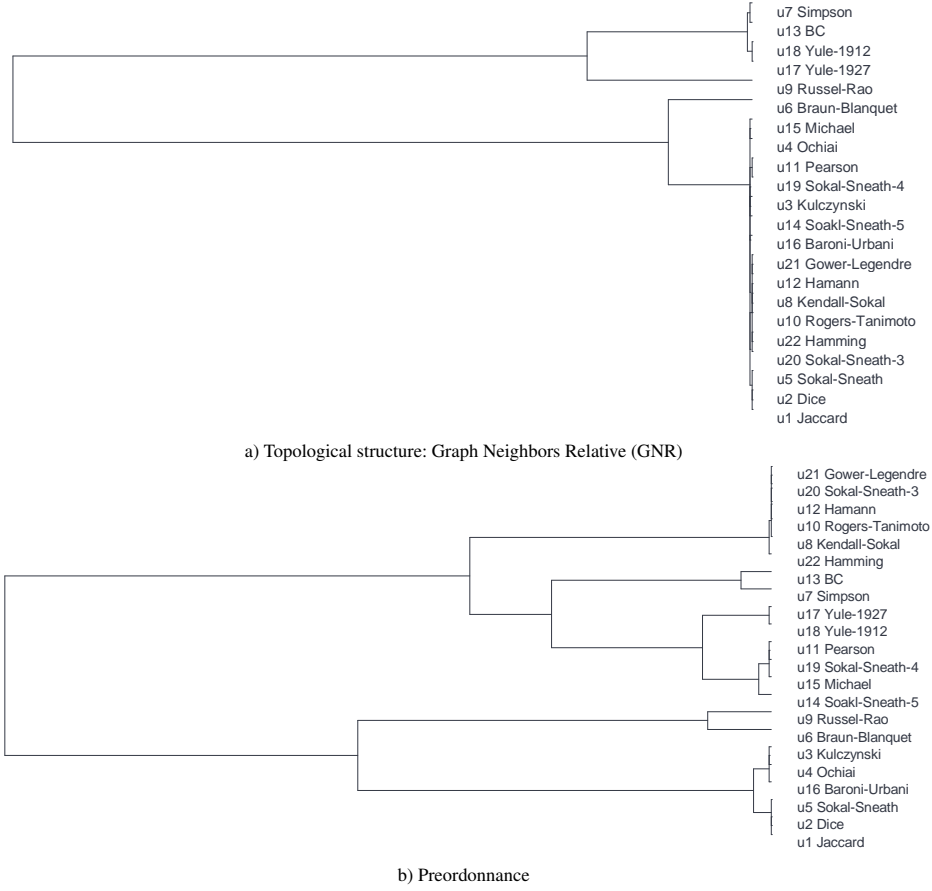 u7 Simpson
u13 BC
u18 Yule-1912
u17 Yule-1927
u9 Russel-Rao
u6 Braun-Blanquet
u15 Michael
u4 Ochiai
u11 Pearson
u19 Sokal-Sneath-4
u3 Kulczynski
u14 Soakl-Sneath-5
u16 Baroni-Urbani
u21 Gower-Legendre
u12 Hamann
u8 Kendall-Sokal
u10 Rogers-Tanimoto
u22 Hamming
u20 Sokal-Sneath-3
u5 Sokal-Sneath
u2 Dice
u1 Jaccard
a) Topological structure: Graph Neighbors Relative (GNR)
u21 Gower-Legendre
u20 Sokal-Sneath-3
u12 Hamann
u10 Rogers-Tanimoto
u8 Kendall-Sokal
u22 Hamming
u13 BC
u7 Simpson
u17 Yule-1927
u18 Yule-1912
u11 Pearson
u19 Sokal-Sneath-4
u15 Michael
u14 Soakl-Sneath-5
u9 Russel-Rao
u6 Braun-Blanquet
u3 Kulczynski
u4 Ochiai
u16 Baroni-Urbani
u5 Sokal-Sneath
u2 Dice
u1 Jaccard
b) Preordonnance